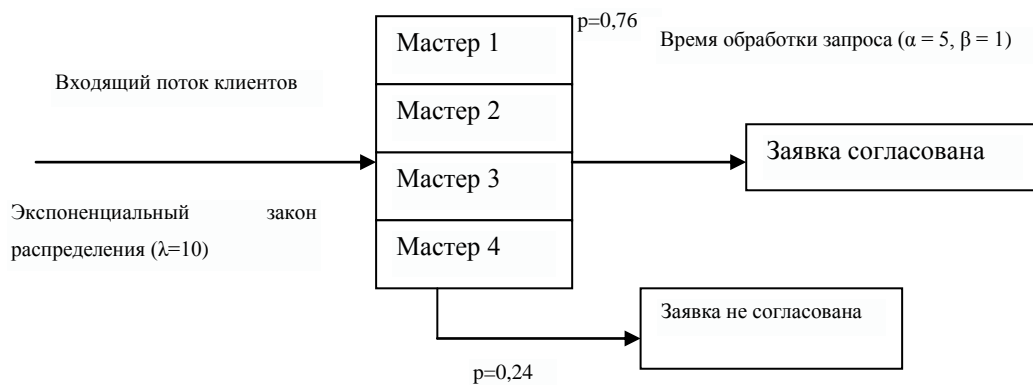 p=0,76
Мастер 1
Время обработки запроса (α = 5, β = 1)
Входящий поток клиентов
Мастер 2
Заявка согласована
Мастер 3
Экспоненциальный закон
распределения (λ=10)
Мастер 4
Заявка не согласована
p=0,24